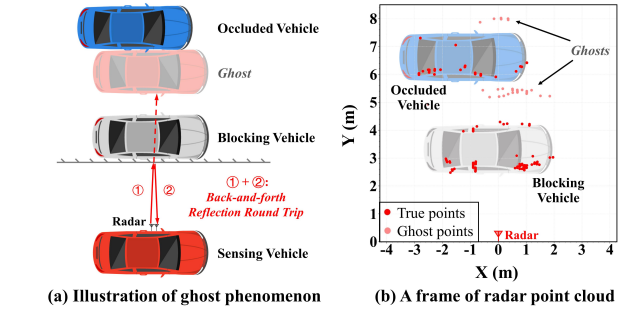 Occluded Vehicle
Ghost
Blocking Vehicle
①
②
① + ②:
Back-and-forth
Reflection Round Trip
Radar
Sensing Vehicle
(a) Illustration of ghost phenomenon
Y (m)
8
7
6
5
4
3
2
1
0
Ghosts
Occluded
Vehicle
Blocking
Vehicle
True points
Ghost points
Radar
-4 -3 -2 -1 0 1 2 3 4
X (m)
(b) A frame of radar point cloud